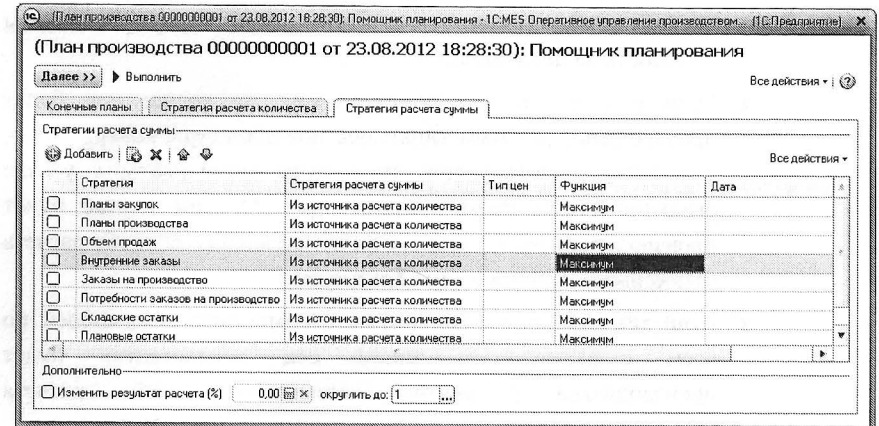 (План производства 00000000001 от 23.08.2012 18:28:30): Помощник планирования - 1С:MES Оперативное управление производством... (1С:Предприятие)
(План производства 00000000001 от 23.08.2012 18:28:30): Помощник планирования
Далее >> Выполнить Все действия
Конечные планы Стратегия расчета количества Стратегия расчета суммы
Стратегии расчета суммы
Добавить Все действия
Стратегия Стратегия расчета суммы Тип цен Функция Дата
Планы закупок Из источника расчета количества Максимум
Планы производства Из источника расчета количества Максимум
Объем продаж Из источника расчета количества Максимум
Внутренние заказы Из источника расчета количества Максимум
Заказы на производство Из источника расчета количества Максимум
Потребности заказов на производство Из источника расчета количества Максимум
Складские остатки Из источника расчета количества Максимум
Плановые остатки Из источника расчета количества Максимум
Дополнительно
Изменить результат расчета (%) 0,00 округлить до: 1 ...